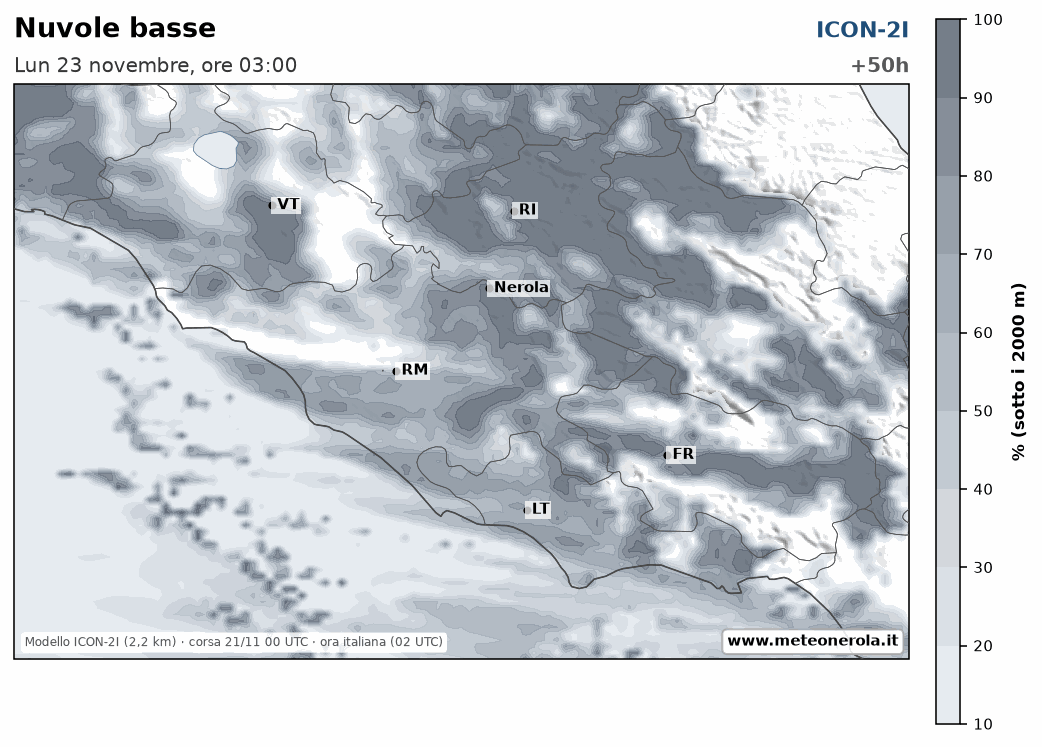 Nuvole basse
ICON-2I
Lun 23 novembre, ore 03:00
+50h
VT
RI
Nerola
RM
FR
LT
Modello ICON-2I (2,2 km) · corsa 21/11 00 UTC · ora italiana (02 UTC)
www.meteonerola.it
100
90
80
70
60
50
40
30
20
10
% (sotto i 2000 m)